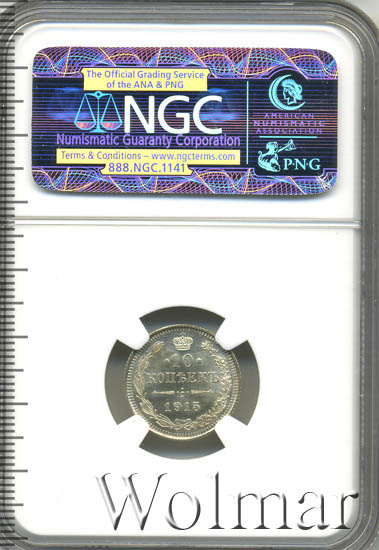 The Official Grading Service
of the ANA & PNG
NGC
Numismatic Guaranty Corporation
Terms & Conditions – www.ngcterms.com
888.NGC.1141
AMERICAN
NUMISMATIC
ASSOCIATION
PNG
10
КОПѢЕКЪ
1915
Wolmar